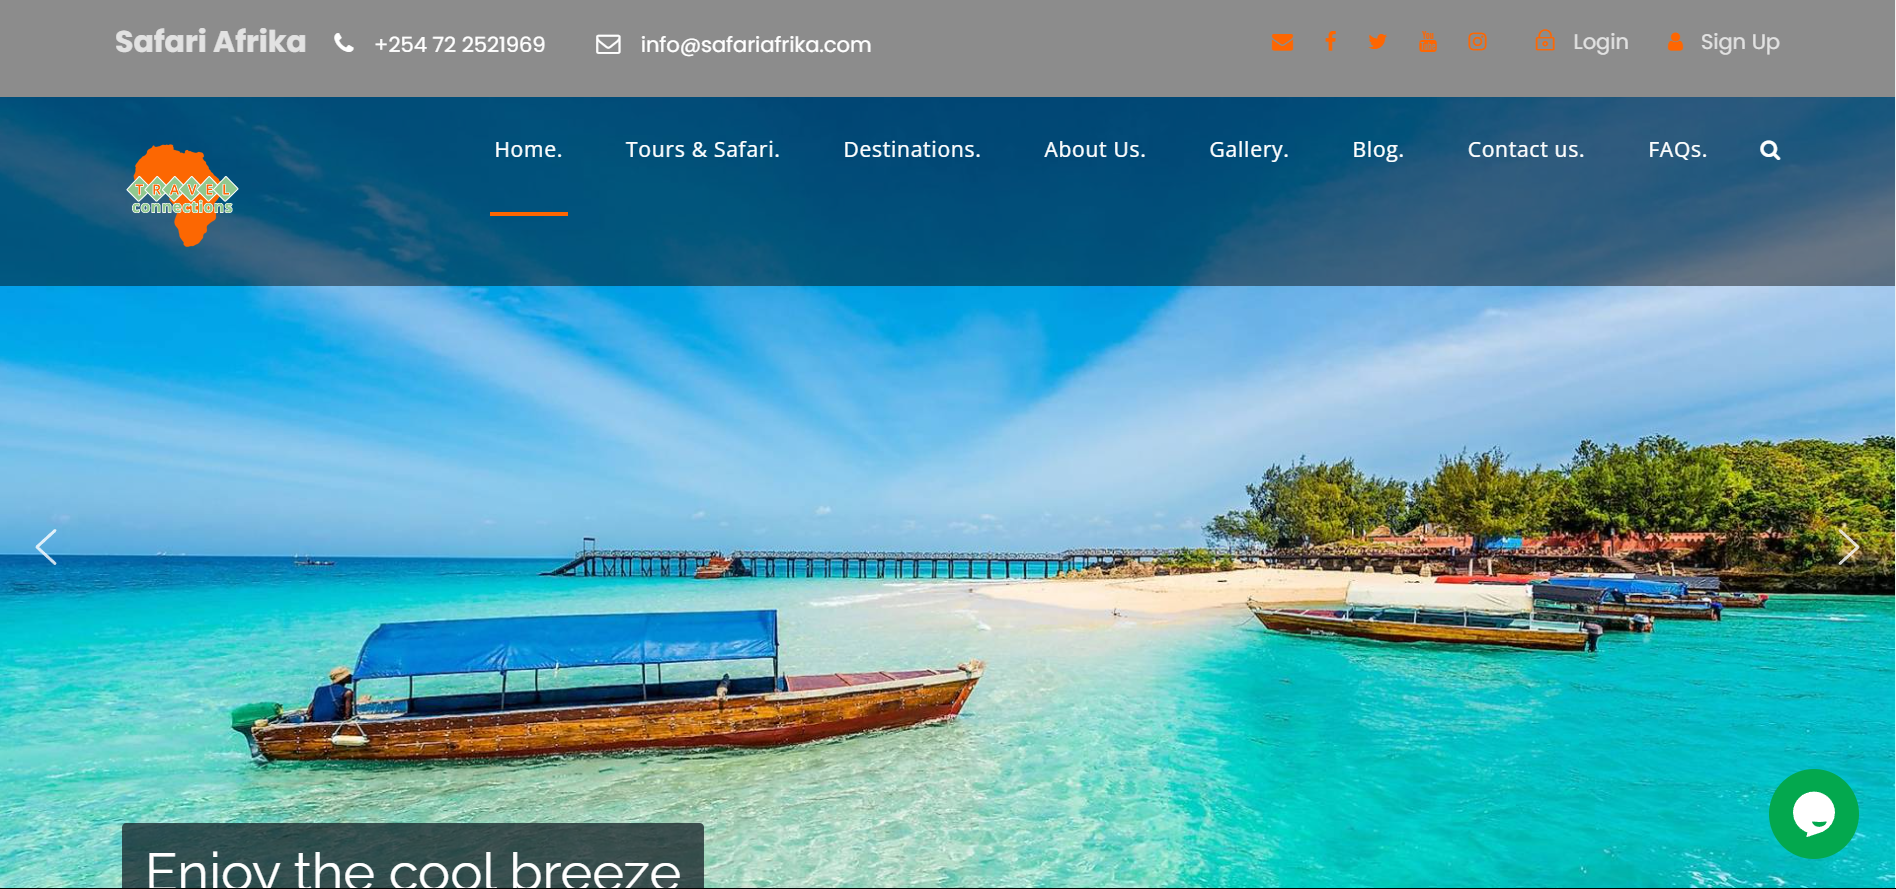 Safari Afrika
+254 72 2521969
info@safariafrika.com
Login
Sign Up
TRAVEL
connections
Home.
Tours & Safari.
Destinations.
About Us.
Gallery.
Blog.
Contact us.
FAQs.
Enjoy the cool breeze